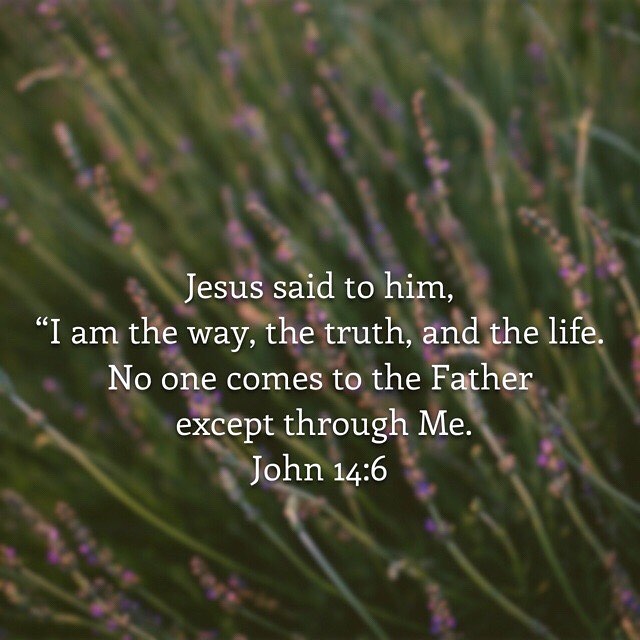 Jesus said to him,
“I am the way, the truth, and the life.
No one comes to the Father
except through Me.
John 14:6